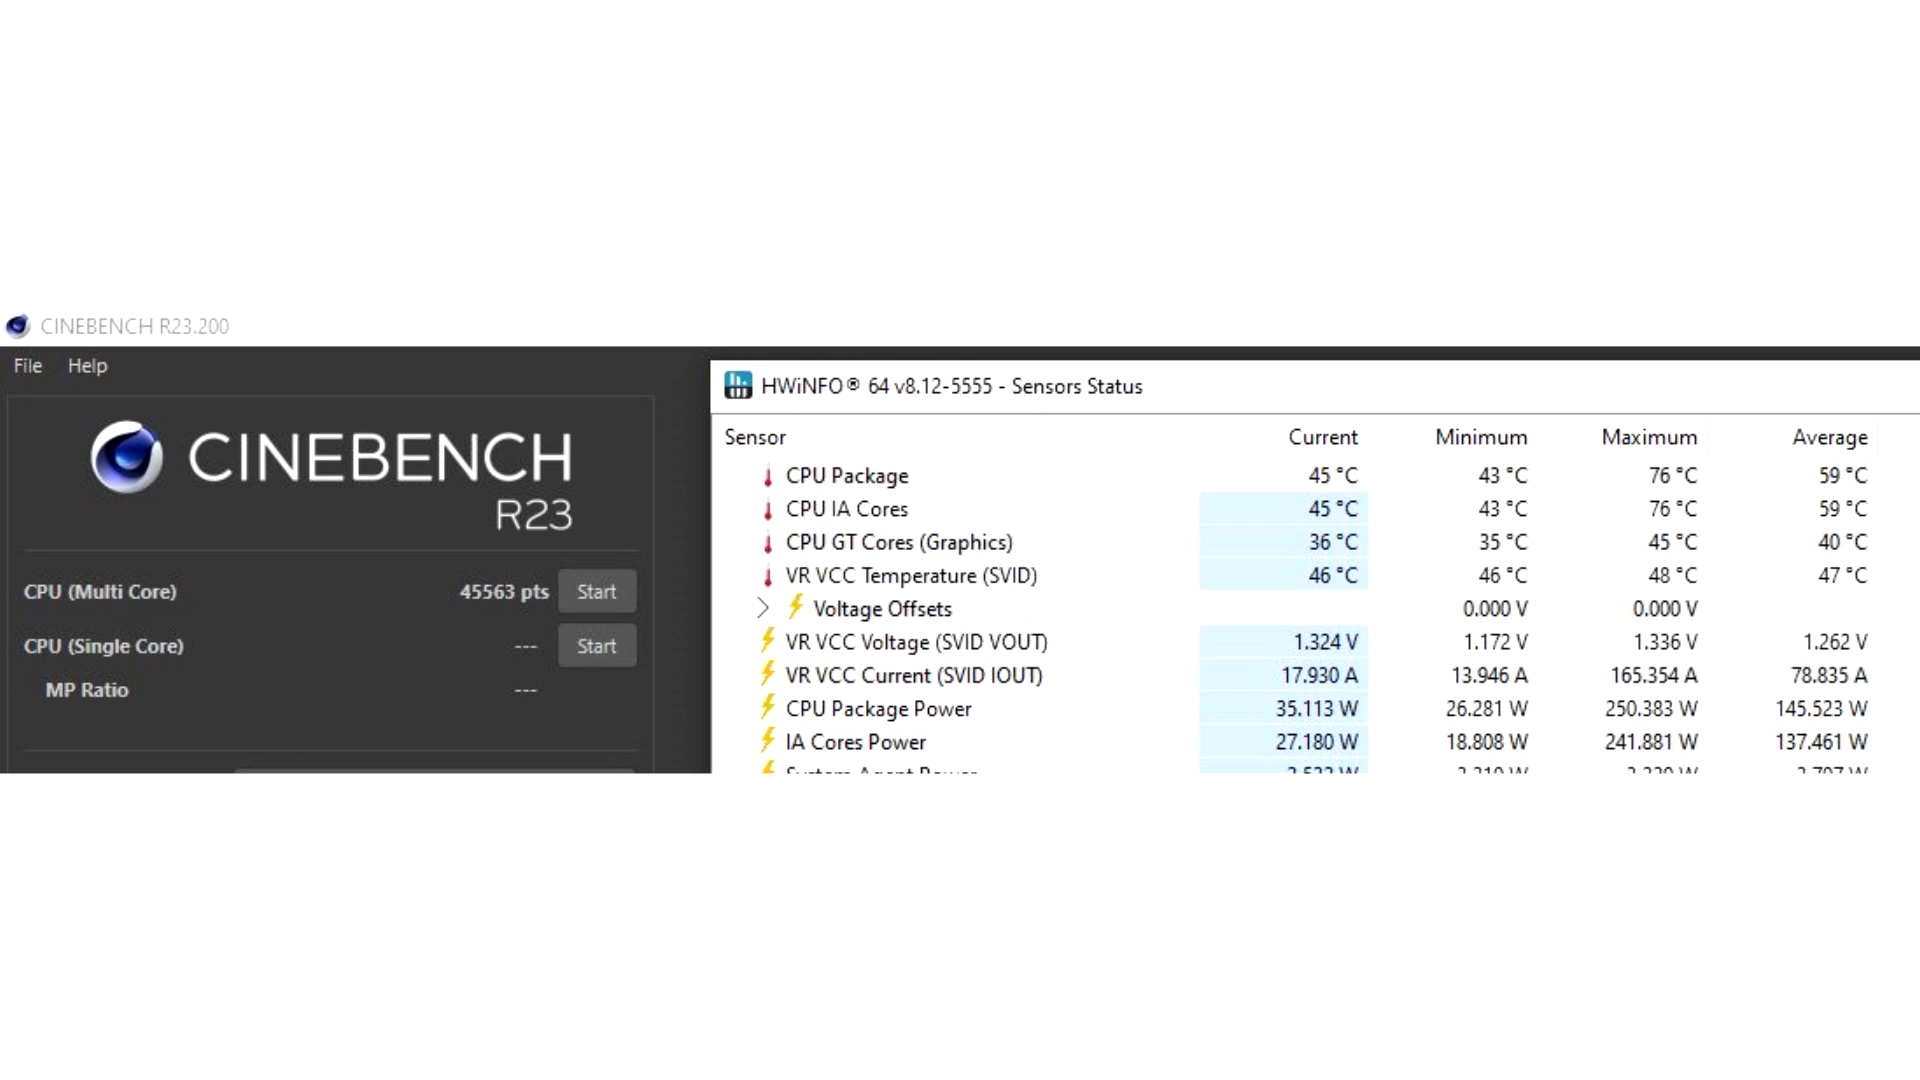 CINEBENCH R23.200
File Help
CINEBENCH
R23
CPU (Multi Core) 45563 pts Start
CPU (Single Core) --- Start
MP Ratio ---
HWiNFO® 64 v8.12-5555 - Sensors Status
Sensor Current Minimum Maximum Average
CPU Package 45 °C 43 °C 76 °C 59 °C
CPU IA Cores 45 °C 43 °C 76 °C 59 °C
CPU GT Cores (Graphics) 36 °C 35 °C 45 °C 40 °C
VR VCC Temperature (SVID) 46 °C 46 °C 48 °C 47 °C
Voltage Offsets 0.000 V 0.000 V
VR VCC Voltage (SVID VOUT) 1.324 V 1.172 V 1.336 V 1.262 V
VR VCC Current (SVID IOUT) 17.930 A 13.946 A 165.354 A 78.835 A
CPU Package Power 35.113 W 26.281 W 250.383 W 145.523 W
IA Cores Power 27.180 W 18.808 W 241.881 W 137.461 W
System Agent Power